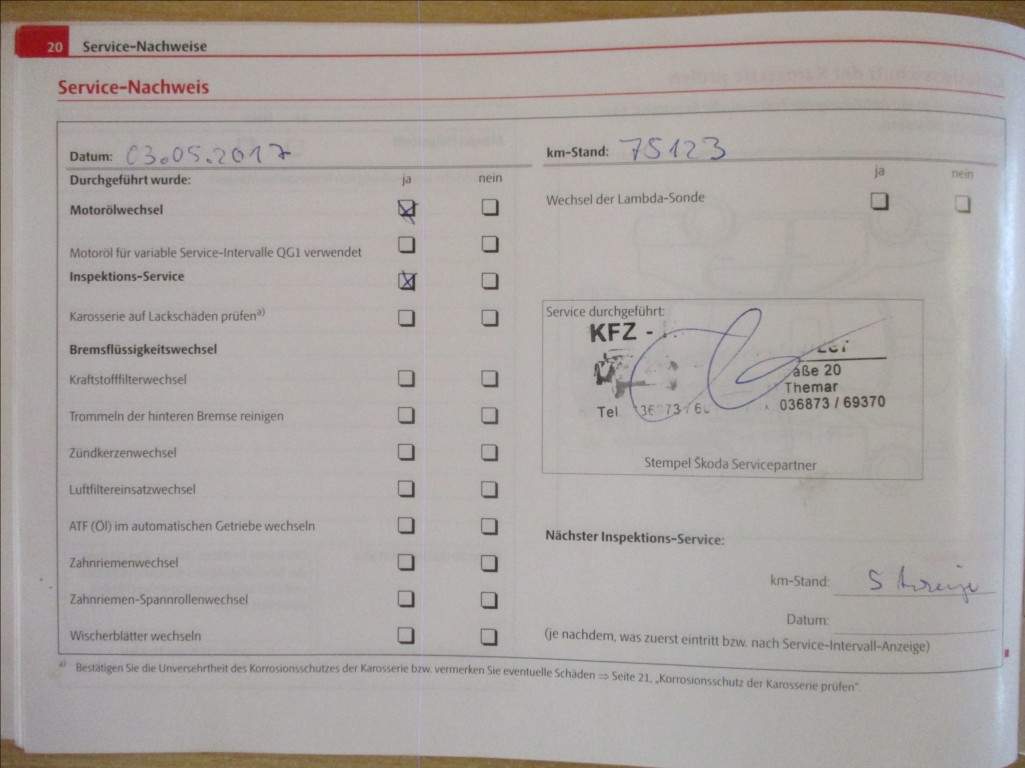 20 Service-Nachweise
Service-Nachweis
Datum: 03.05.2017
km-Stand: 75123
Durchgeführt wurde: ja nein
ja nein
Motorölwechsel
Wechsel der Lambda-Sonde
Motoröl für variable Service-Intervalle QG1 verwendet
Inspektions-Service
Karosserie auf Lackschäden prüfen a)
Bremsflüssigkeitswechsel
Kraftstofffilterwechsel
Trommeln der hinteren Bremse reinigen
Zündkerzenwechsel
Luftfiltereinsatzwechsel
ATF (Öl) im automatischen Getriebe wechseln
Zahnriemenwechsel
Zahnriemen-Spannrollenwechsel
Wischerblätter wechseln
Service durchgeführt:
KFZ -
20
Themar
Tel
036873 / 69370
Stempel Škoda Servicepartner
Nächster Inspektions-Service:
km-Stand:
Datum:
(je nachdem, was zuerst eintritt bzw. nach Service-Intervall-Anzeige)
a) Bestätigen Sie die Unversehrtheit des Korrosionsschutzes der Karosserie bzw. vermerken Sie eventuelle Schäden ⇒ Seite 21, „Korrosionsschutz der Karosserie prüfen"